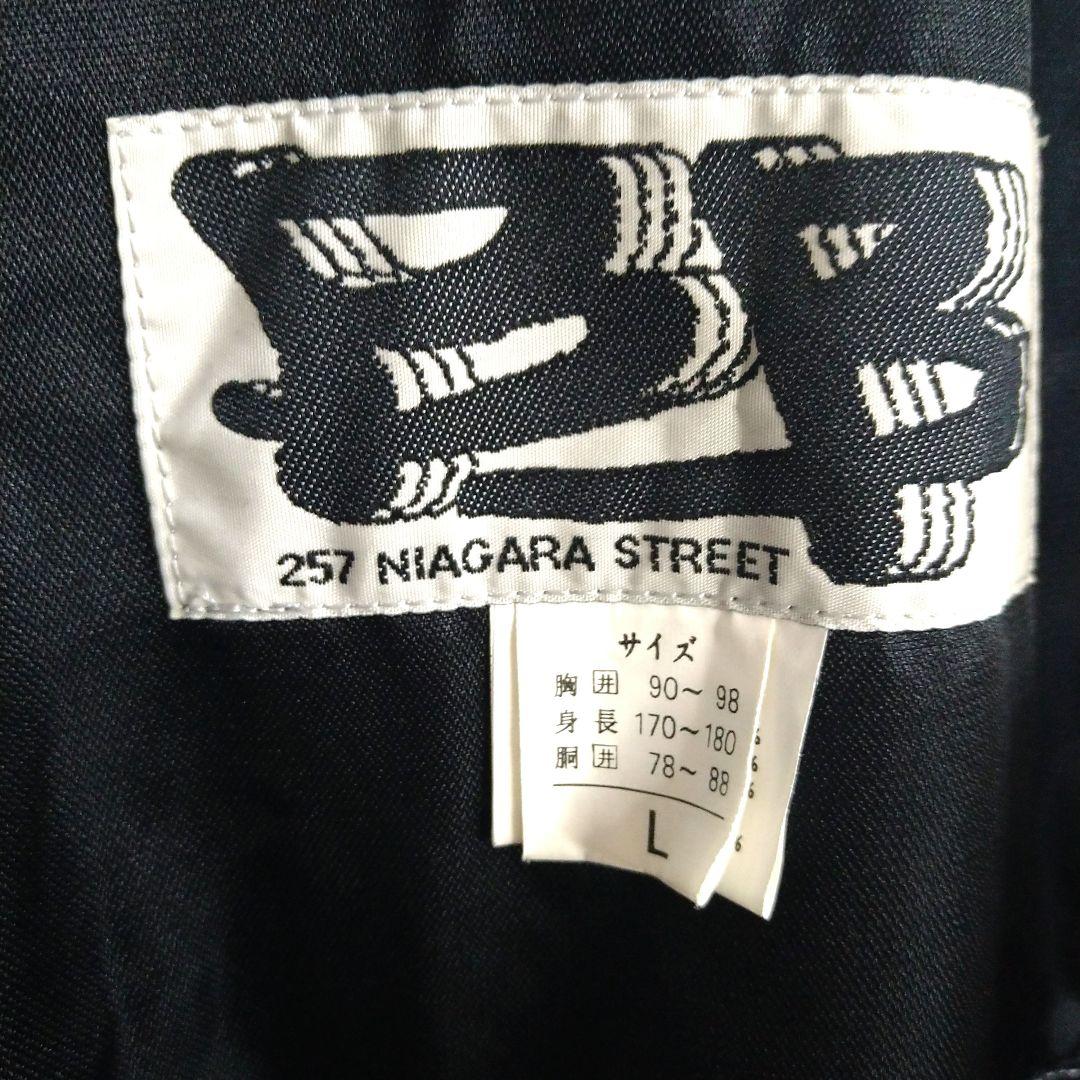 257 NIAGARA STREET
サイズ
胸囲 90～98
身長 170～180
胴囲 78～88
L